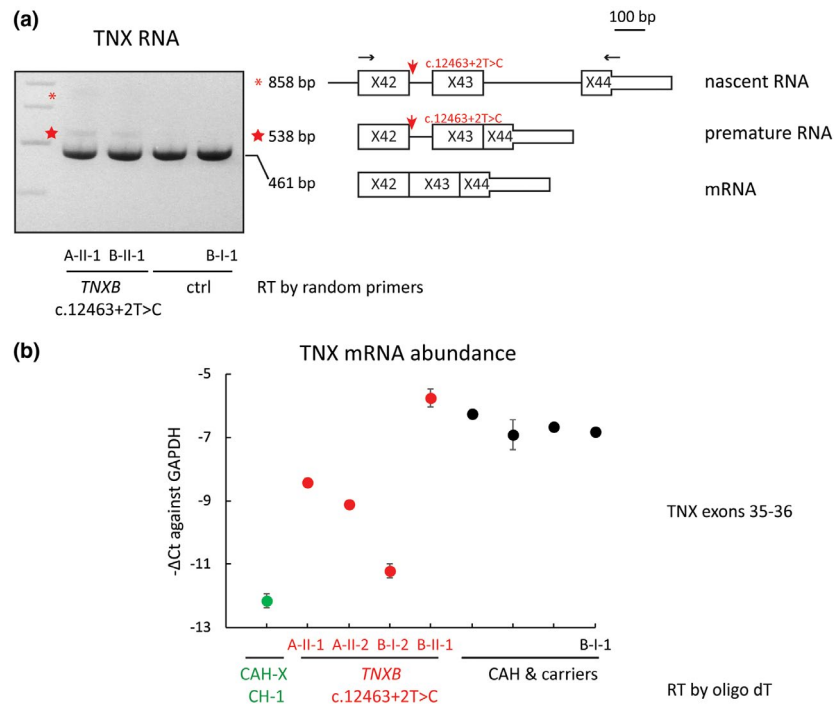 (a)
TNX RNA
100 bp
* 858 bp
c.12463+2T>C
X42 X43 X44
nascent RNA
*
★ 538 bp
c.12463+2T>C
X42 X43 X44
premature RNA
★
461 bp
X42 X43 X44
mRNA
A-II-1 B-II-1 B-I-1
TNXB ctrl RT by random primers
c.12463+2T>C
(b)
TNX mRNA abundance
-5
-7
-9
-11
-13
-ΔCt against GAPDH
TNX exons 35-36
A-II-1 A-II-2 B-I-2 B-II-1 B-I-1
CAH-X TNXB CAH & carriers
CH-1 c.12463+2T>C RT by oligo dT